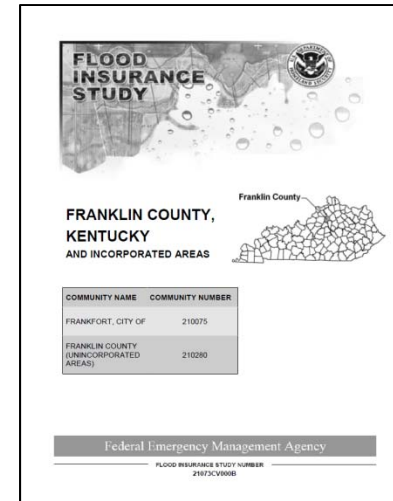 FLOOD
INSURANCE
STUDY
Franklin County
FRANKLIN COUNTY,
KENTUCKY
AND INCORPORATED AREAS
COMMUNITY NAME COMMUNITY NUMBER
FRANKFORT, CITY OF 210075
FRANKLIN COUNTY
(UNINCORPORATED 210280
AREAS)
Federal Emergency Management Agency
FLOOD INSURANCE STUDY NUMBER
21073CV000B